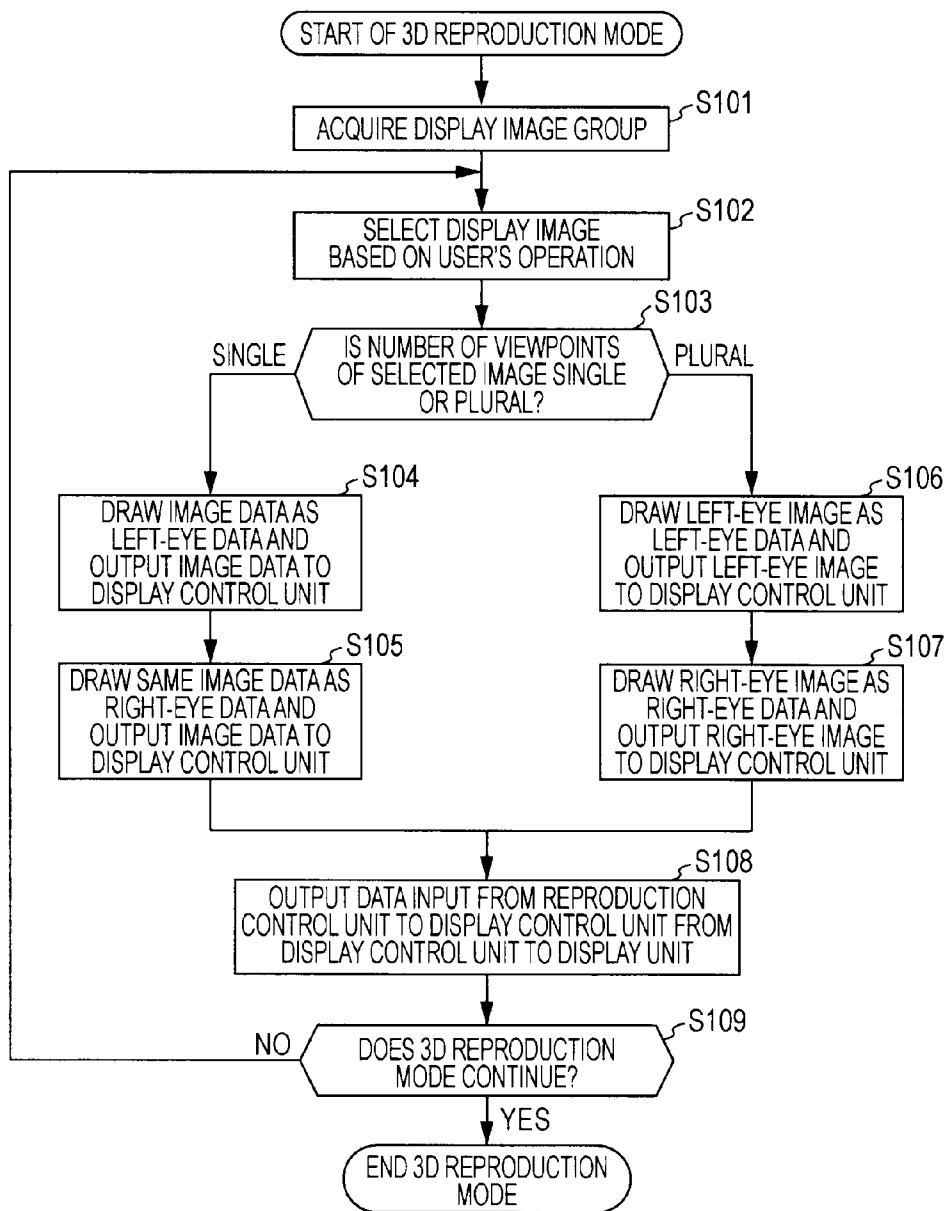 START OF 3D REPRODUCTION MODE
S101
ACQUIRE DISPLAY IMAGE GROUP
S102
SELECT DISPLAY IMAGE
BASED ON USER'S OPERATION
S103
SINGLE
IS NUMBER OF VIEWPOINTS
OF SELECTED IMAGE SINGLE
OR PLURAL?
PLURAL
S104
DRAW IMAGE DATA AS
LEFT-EYE DATA AND
OUTPUT IMAGE DATA TO
DISPLAY CONTROL UNIT
S106
DRAW LEFT-EYE IMAGE AS
LEFT-EYE DATA AND
OUTPUT LEFT-EYE IMAGE
TO DISPLAY CONTROL UNIT
S105
DRAW SAME IMAGE DATA AS
RIGHT-EYE DATA AND
OUTPUT IMAGE DATA TO
DISPLAY CONTROL UNIT
S107
DRAW RIGHT-EYE IMAGE AS
RIGHT-EYE DATA AND
OUTPUT RIGHT-EYE IMAGE
TO DISPLAY CONTROL UNIT
S108
OUTPUT DATA INPUT FROM REPRODUCTION
CONTROL UNIT TO DISPLAY CONTROL UNIT FROM
DISPLAY CONTROL UNIT TO DISPLAY UNIT
S109
NO
DOES 3D REPRODUCTION
MODE CONTINUE?
YES
END 3D REPRODUCTION
MODE